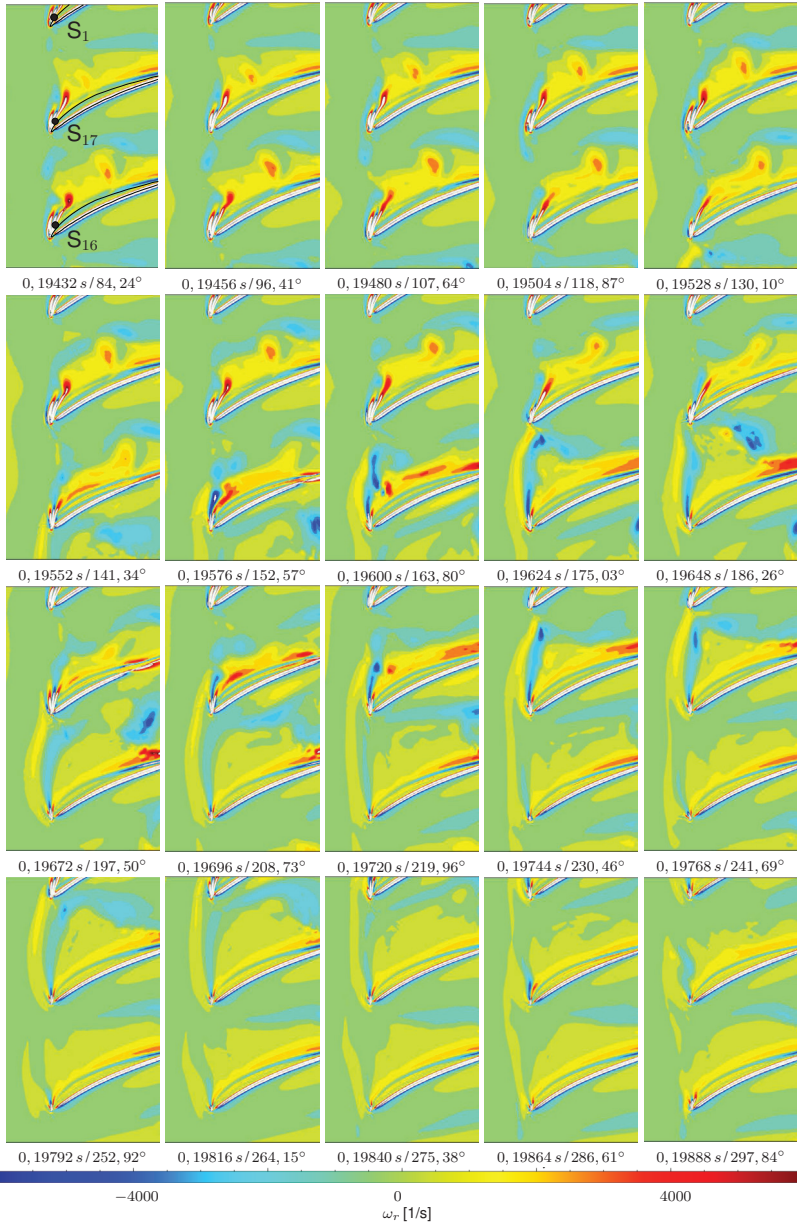 S1
S17
S16
0, 19432 s / 84, 24°
0, 19456 s / 96, 41°
0, 19480 s / 107, 64°
0, 19504 s / 118, 87°
0, 19528 s / 130, 10°
0, 19552 s / 141, 34°
0, 19576 s / 152, 57°
0, 19600 s / 163, 80°
0, 19624 s / 175, 03°
0, 19648 s / 186, 26°
0, 19672 s / 197, 50°
0, 19696 s / 208, 73°
0, 19720 s / 219, 96°
0, 19744 s / 230, 46°
0, 19768 s / 241, 69°
0, 19792 s / 252, 92°
0, 19816 s / 264, 15°
0, 19840 s / 275, 38°
0, 19864 s / 286, 61°
0, 19888 s / 297, 84°
−4000 0 4000
ωr [1/s]